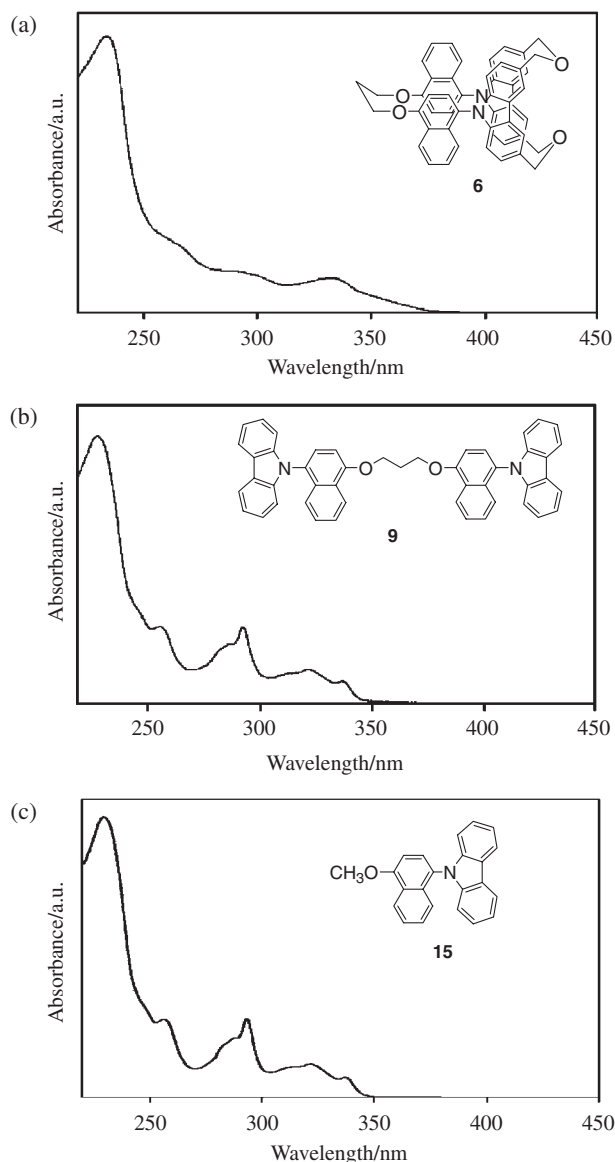 (a)
Absorbance/a.u.
O
O
N
N
O
O
6
250 300 350 400 450
Wavelength/nm
(b)
Absorbance/a.u.
N
O
O
N
9
250 300 350 400 450
Wavelength/nm
(c)
Absorbance/a.u.
CH3O
N
15
250 300 350 400 450
Wavelength/nm